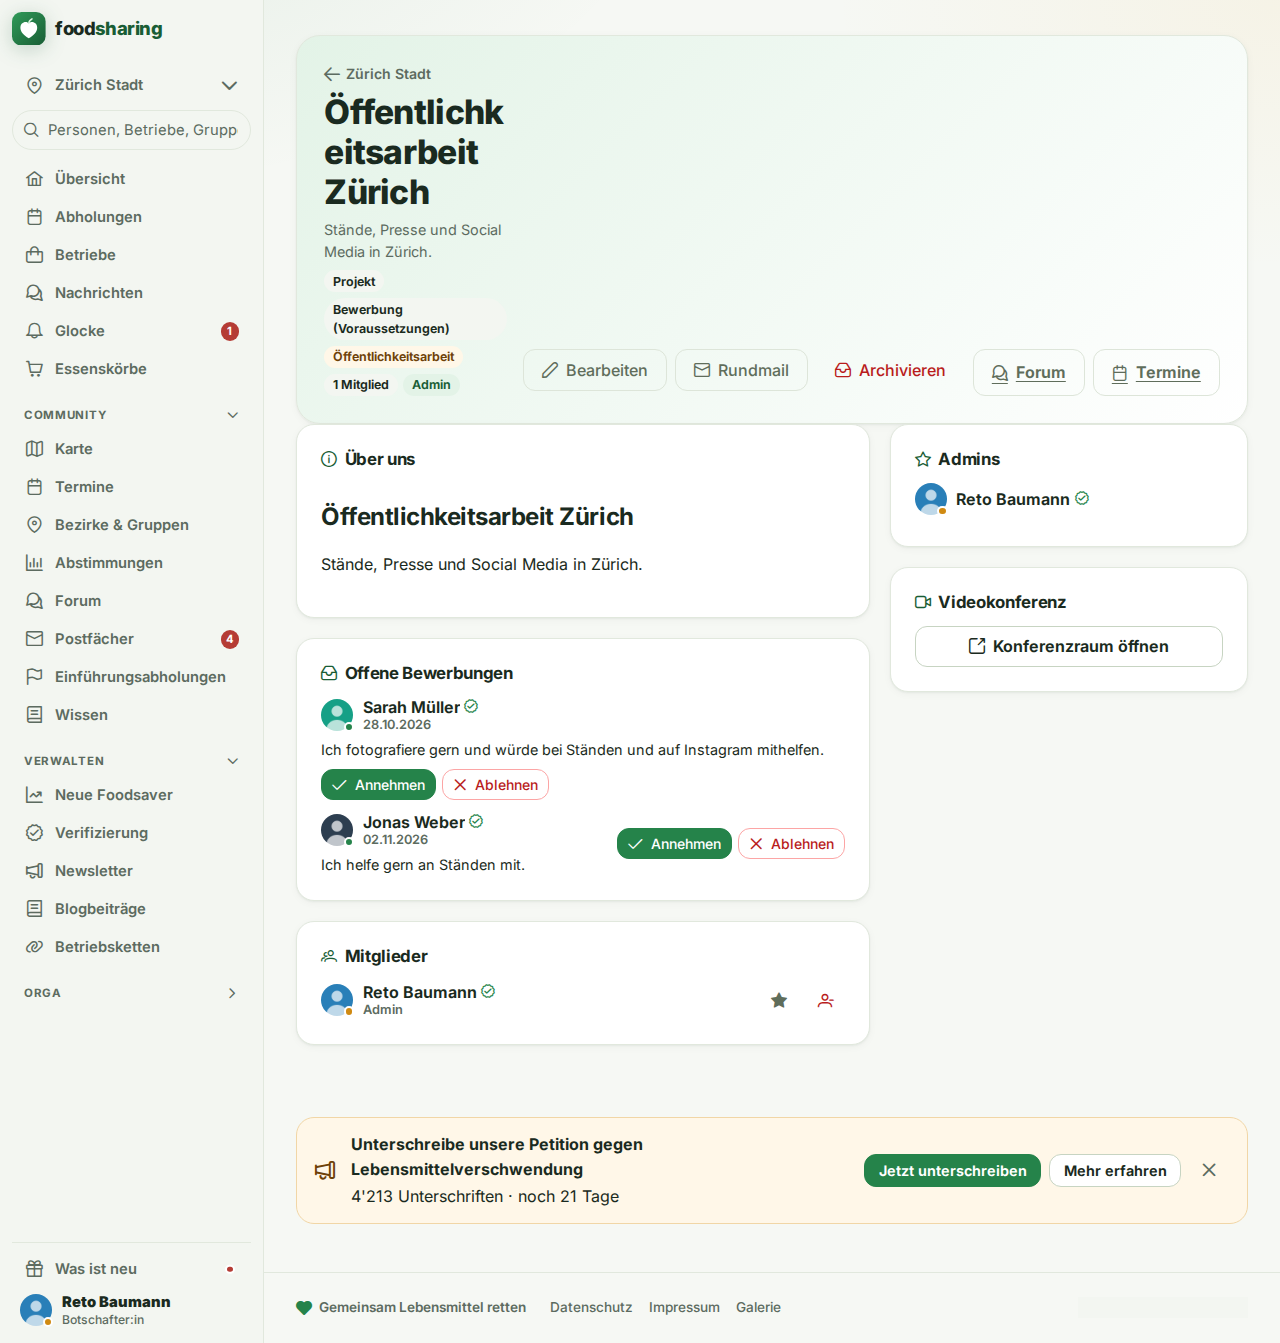 foodsharing
Zürich Stadt
Personen, Betriebe, Grupp
Übersicht
Abholungen
Betriebe
Nachrichten
Glocke 1
Essenskörbe
COMMUNITY
Karte
Termine
Bezirke & Gruppen
Abstimmungen
Forum
Postfächer 4
Einführungsabholungen
Wissen
VERWALTEN
Neue Foodsaver
Verifizierung
Newsletter
Blogbeiträge
Betriebsketten
ORGA
Was ist neu
Reto Baumann
Botschafter:in
Zürich Stadt
Öffentlichk
eitsarbeit
Zürich
Stände, Presse und Social
Media in Zürich.
Projekt
Bewerbung
(Voraussetzungen)
Öffentlichkeitsarbeit
1 Mitglied Admin
Bearbeiten Rundmail Archivieren Forum Termine
Über uns
Öffentlichkeitsarbeit Zürich
Stände, Presse und Social Media in Zürich.
Offene Bewerbungen
Sarah Müller
28.10.2026
Ich fotografiere gern und würde bei Ständen und auf Instagram mithelfen.
Annehmen Ablehnen
Jonas Weber
02.11.2026
Ich helfe gern an Ständen mit.
Annehmen Ablehnen
Mitglieder
Reto Baumann
Admin
Admins
Reto Baumann
Videokonferenz
Konferenzraum öffnen
Unterschreibe unsere Petition gegen
Lebensmittelverschwendung
4'213 Unterschriften · noch 21 Tage
Jetzt unterschreiben Mehr erfahren
Gemeinsam Lebensmittel retten Datenschutz Impressum Galerie